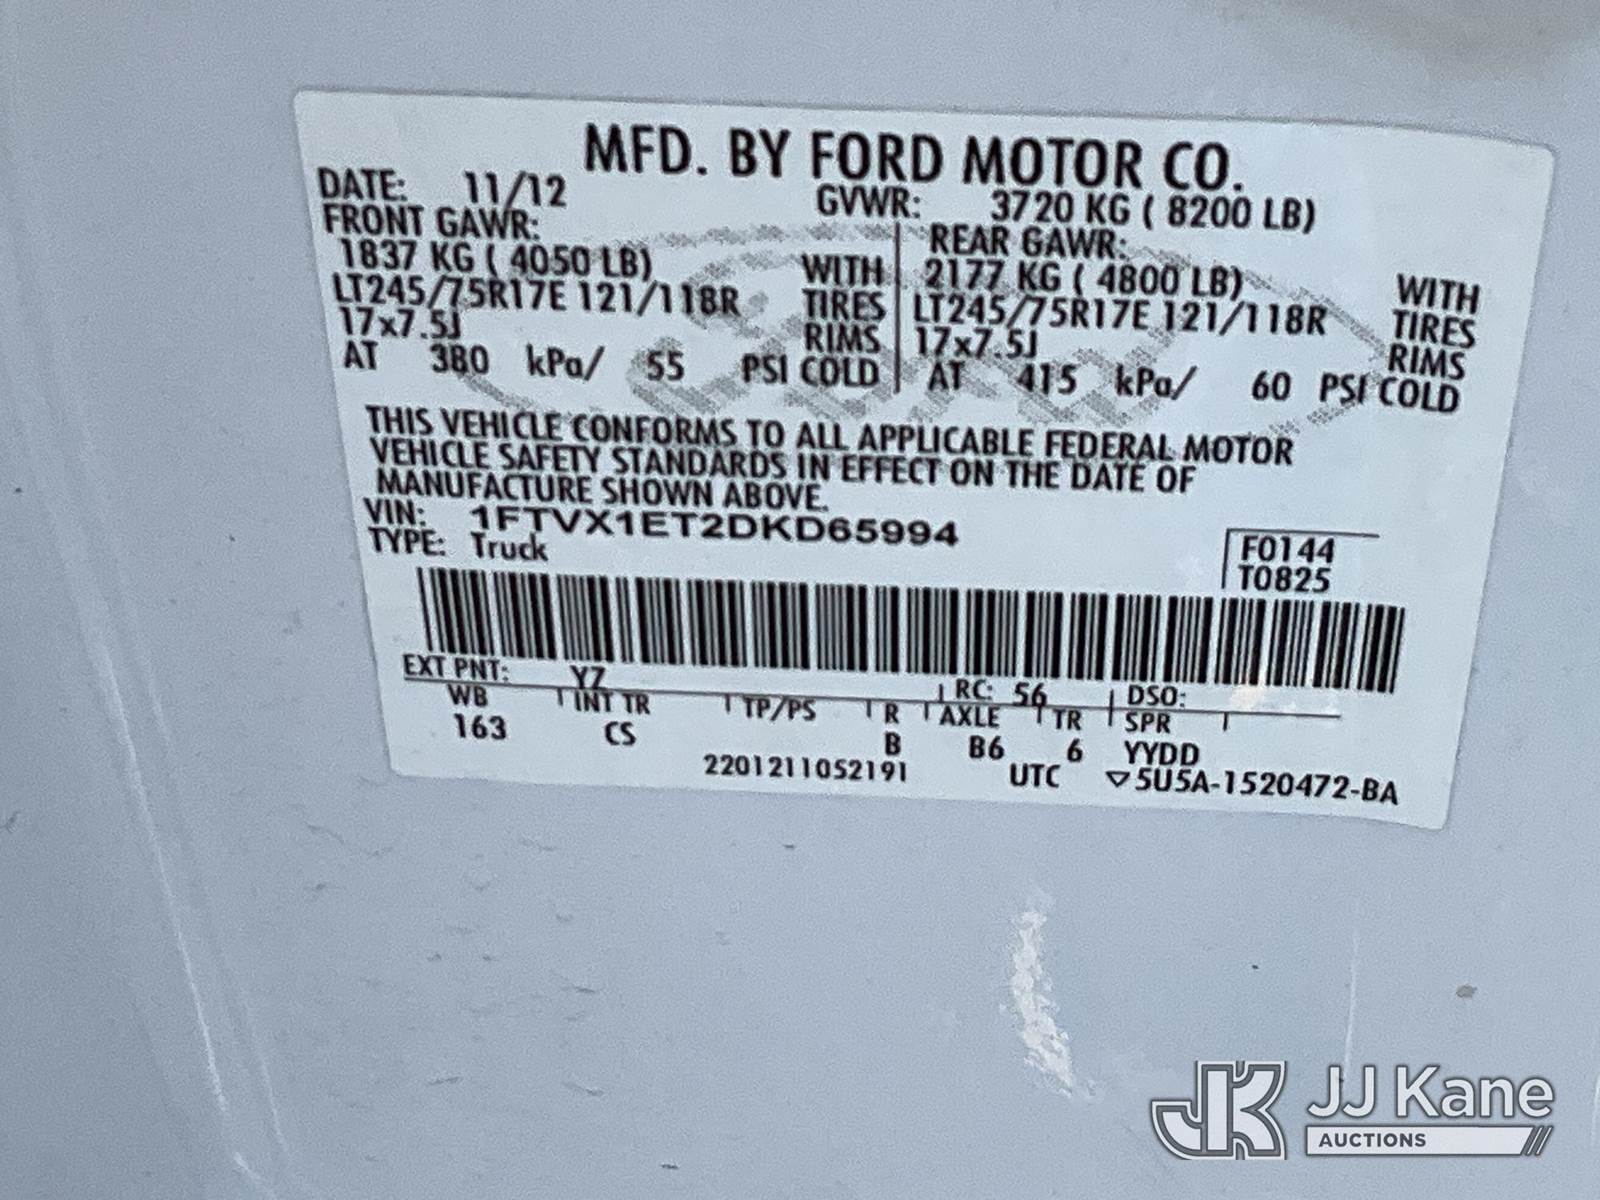 MFD. BY FORD MOTOR CO.
DATE: 11/12 GVWR: 3720 KG ( 8200 LB)
FRONT GAWR: REAR GAWR:
1837 KG ( 4050 LB) WITH 2177 KG ( 4800 LB) WITH
LT245/75R17E 121/118R TIRES LT245/75R17E 121/118R TIRES
17x7.5J RIMS 17x7.5J RIMS
AT 380 kPa/ 55 PSI COLD AT 415 kPa/ 60 PSI COLD
THIS VEHICLE CONFORMS TO ALL APPLICABLE FEDERAL MOTOR
VEHICLE SAFETY STANDARDS IN EFFECT ON THE DATE OF
MANUFACTURE SHOWN ABOVE.
VIN: 1FTVX1ET2DKD65994
TYPE: Truck
F0144
T0825
EXT PNT: YZ RC: 56 DSO:
WB INT TR TP/PS R AXLE TR SPR
163 CS B B6 6 YYDD
2201211052191 UTC ▽5U5A-1520472-BA
JK JJ Kane
AUCTIONS